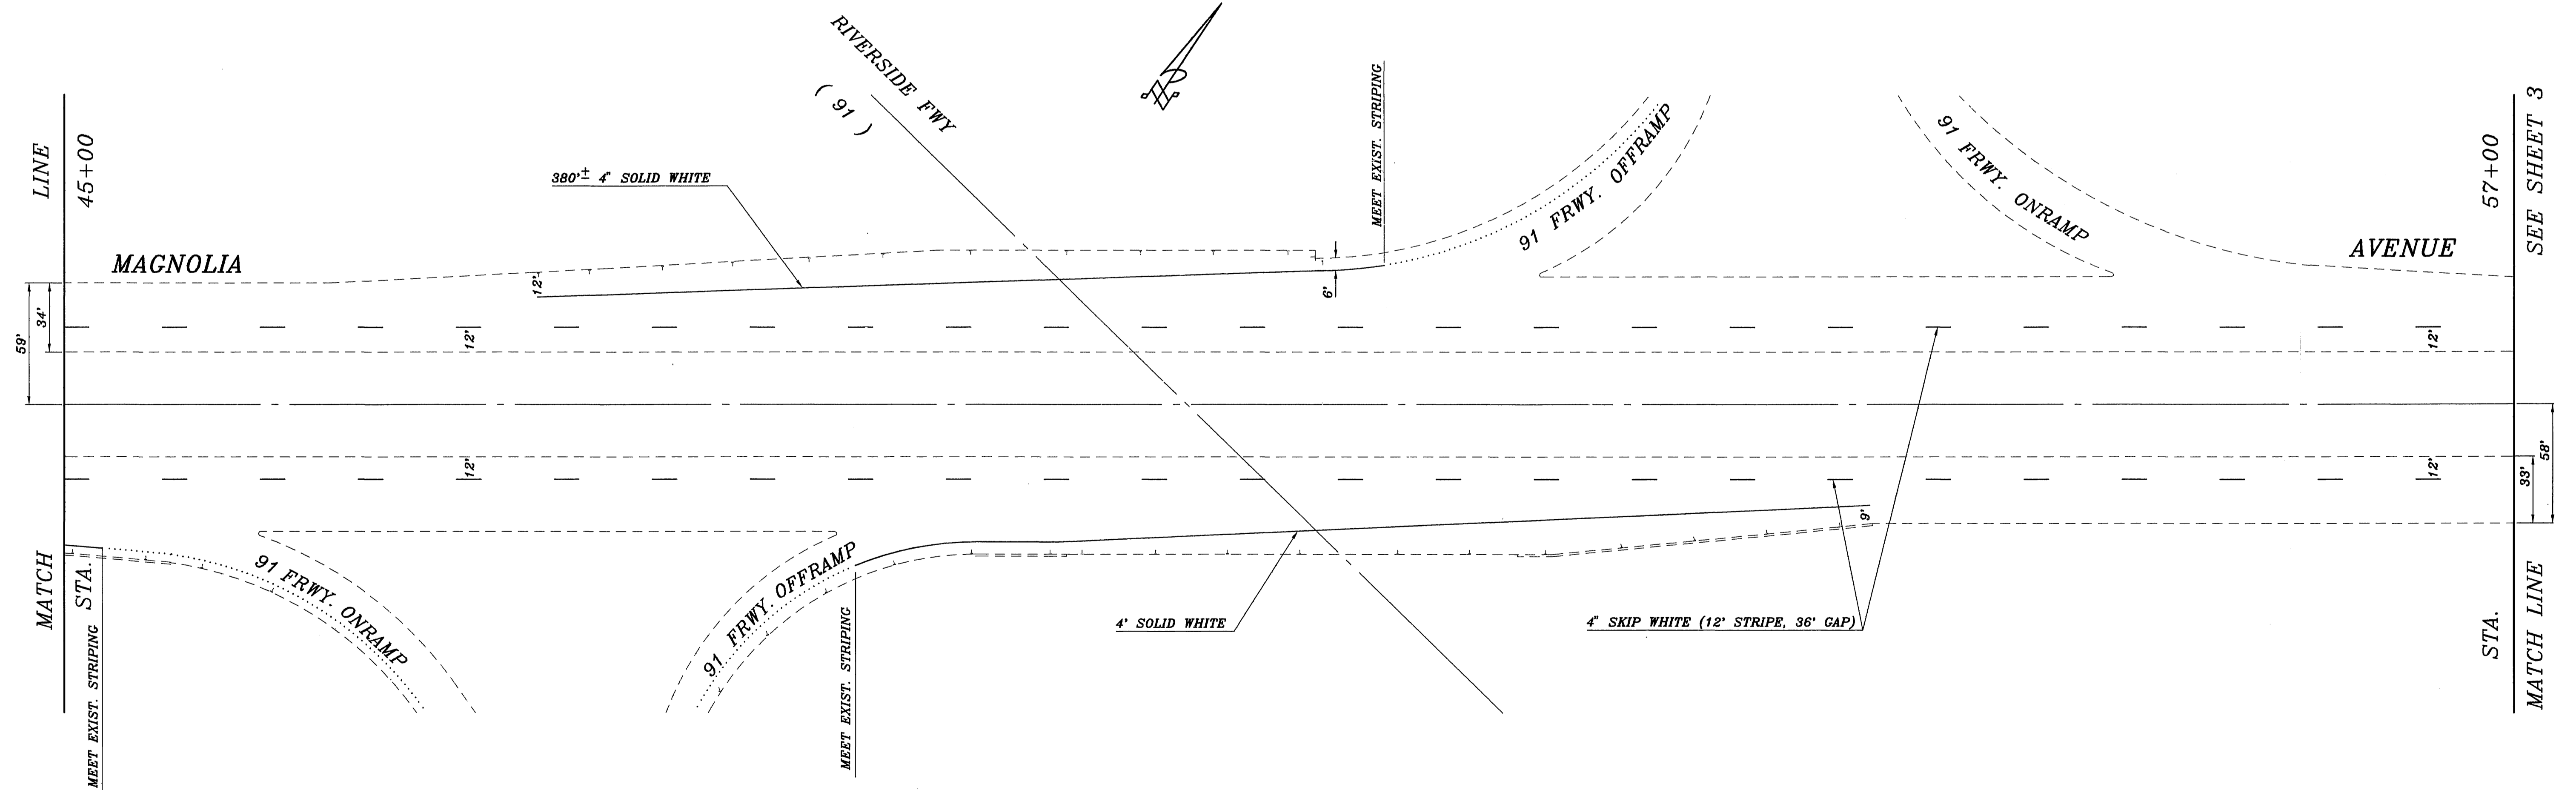 RIVERSIDE FWY
( 91 )
MEET EXIST. STRIPING
91 FRWY. OFFRAMP
91 FRWY. ONRAMP
LINE
45+00
57+00
SEE SHEET 3
380'± 4" SOLID WHITE
MAGNOLIA
AVENUE
12'
6'
59'
34'
12'
12'
12'
12'
33'
58'
9'
MATCH
STA.
MEET EXIST. STRIPING
91 FRWY. ONRAMP
91 FRWY. OFFRAMP
MEET EXIST. STRIPING
4' SOLID WHITE
4" SKIP WHITE (12' STRIPE, 36' GAP)
STA.
MATCH LINE